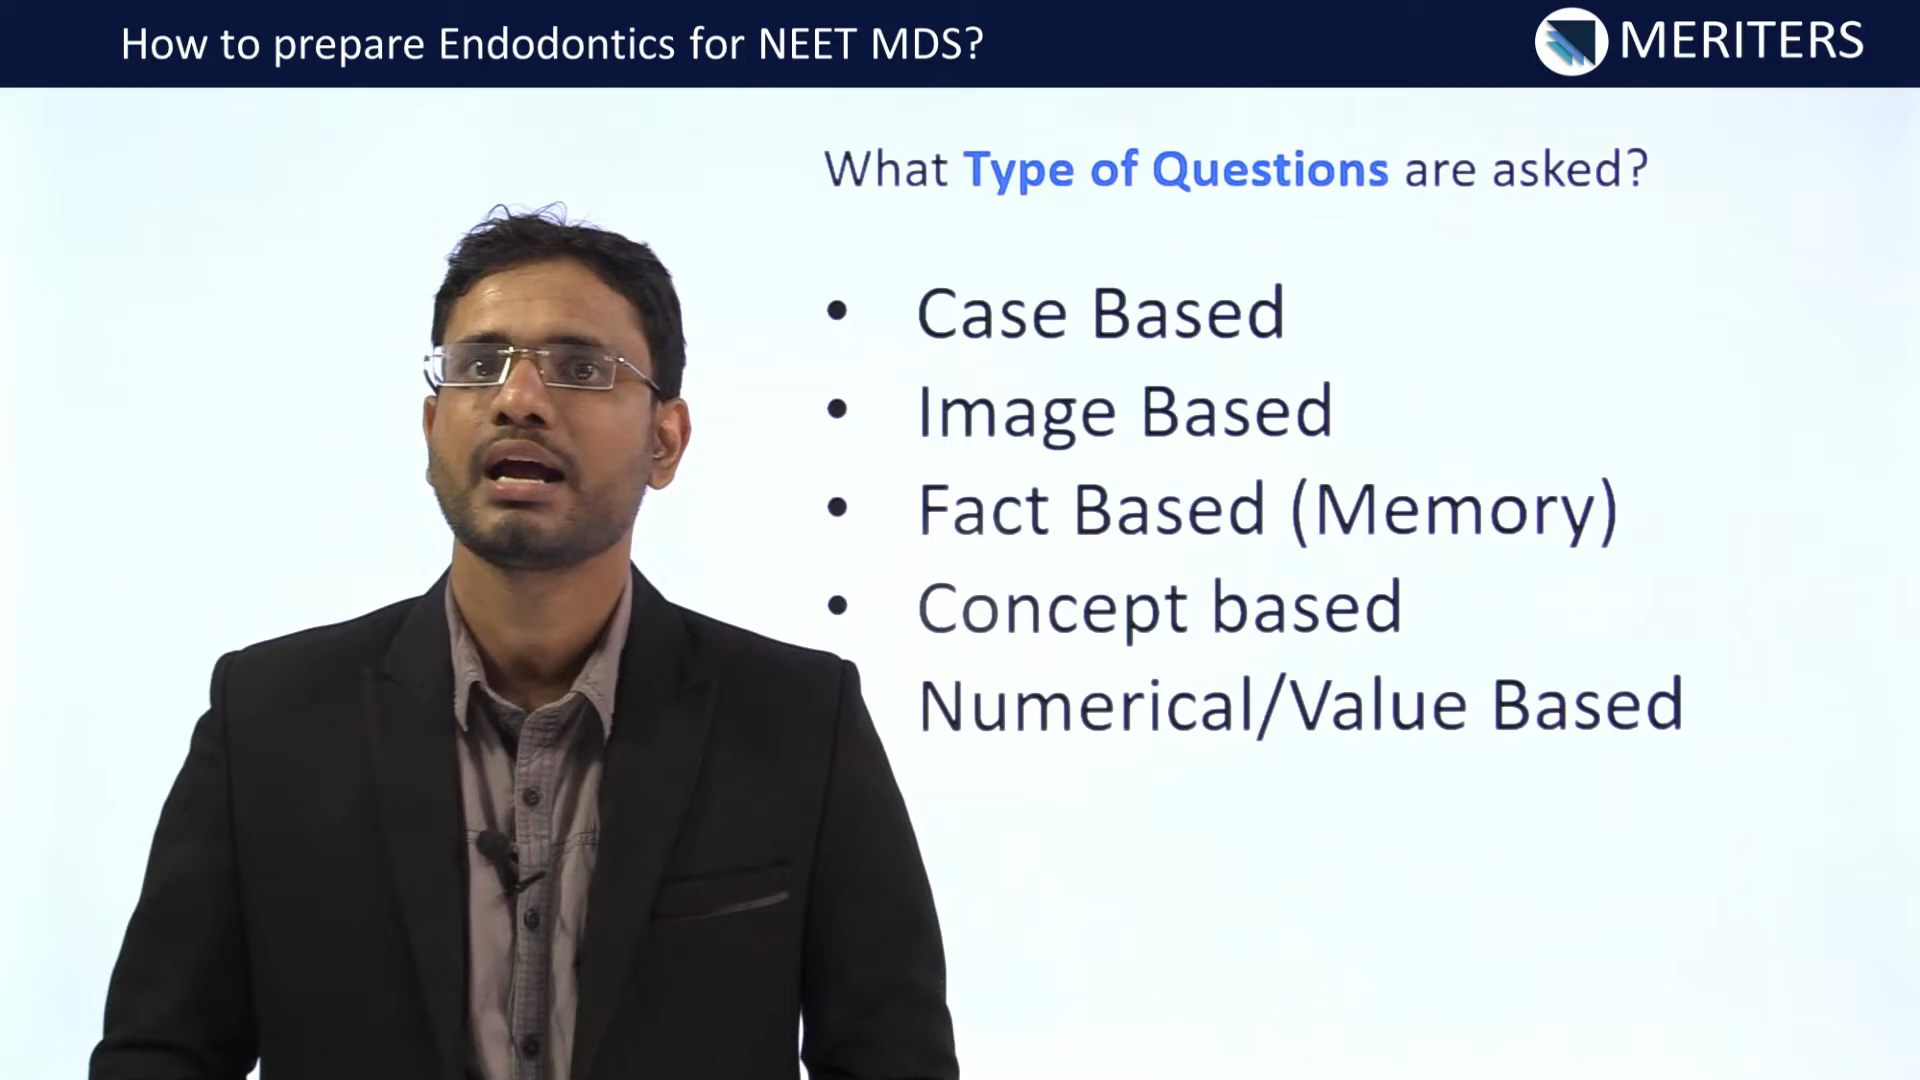 How to prepare Endodontics for NEET MDS?
MERITERS
What Type of Questions are asked?
• Case Based
• Image Based
• Fact Based (Memory)
• Concept based
Numerical/Value Based